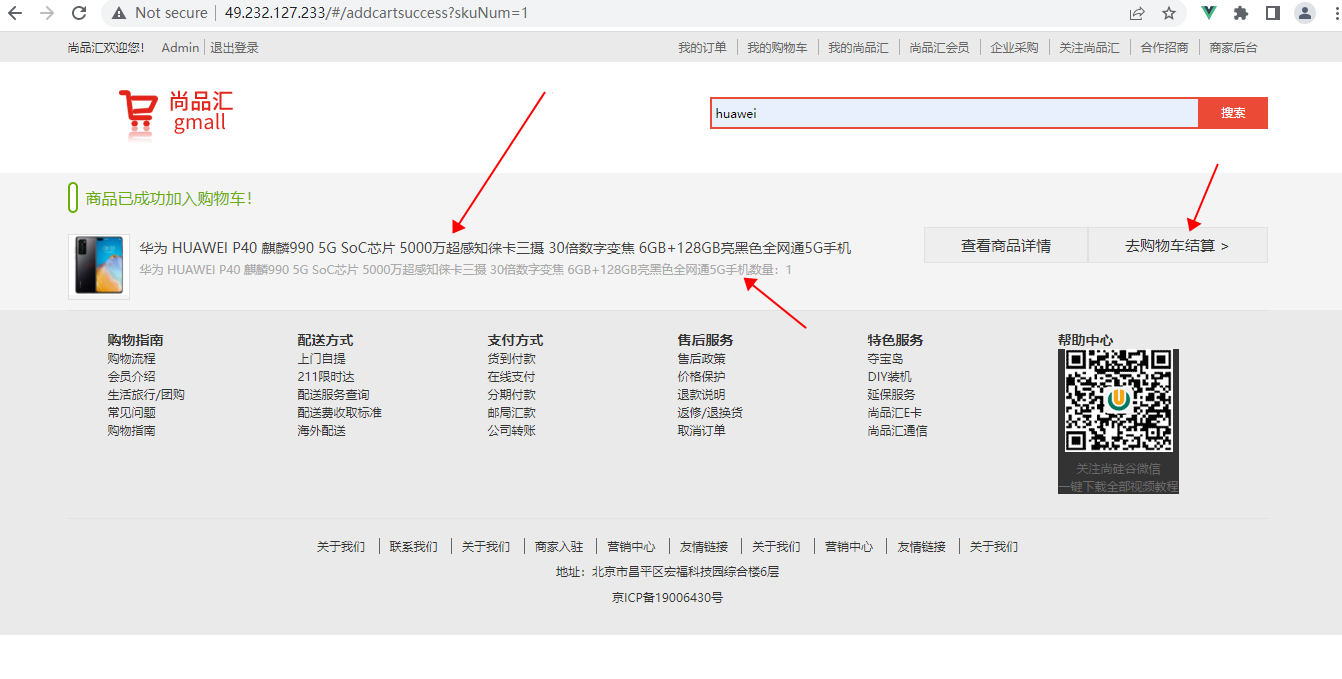 Not secure | 49.232.127.233/#/addcartsuccess?skuNum=1
尚品汇欢迎您! Admin 退出登录 我的订单 我的购物车 我的尚品汇 尚品汇会员 企业采购 关注尚品汇 合作招商 商家后台
尚品汇
gmall
huawei 搜索
商品已成功加入购物车!
华为 HUAWEI P40 麒麟990 5G SoC芯片 5000万超感知徕卡三摄 30倍数字变焦 6GB+128GB亮黑色全网通5G手机 查看商品详情 去购物车结算 >
华为 HUAWEI P40 麒麟990 5G SoC芯片 5000万超感知徕卡三摄 30倍数字变焦 6GB+128GB亮黑色全网通5G手机数量：1
购物指南 配送方式 支付方式 售后服务 特色服务 帮助中心
购物流程 上门自提 货到付款 售后政策 夺宝岛
会员介绍 211限时达 在线支付 价格保护 DIY装机
生活旅行/团购 配送服务查询 分期付款 退款说明 延保服务
常见问题 配送费收取标准 邮局汇款 返修/退换货 尚品汇E卡
购物指南 海外配送 公司转账 取消订单 尚品汇通信
关注尚硅谷微信
一键下载全部视频教程
关于我们 联系我们 关于我们 商家入驻 营销中心 友情链接 关于我们 营销中心 友情链接 关于我们
地址：北京市昌平区宏福科技园综合楼6层
京ICP备19006430号